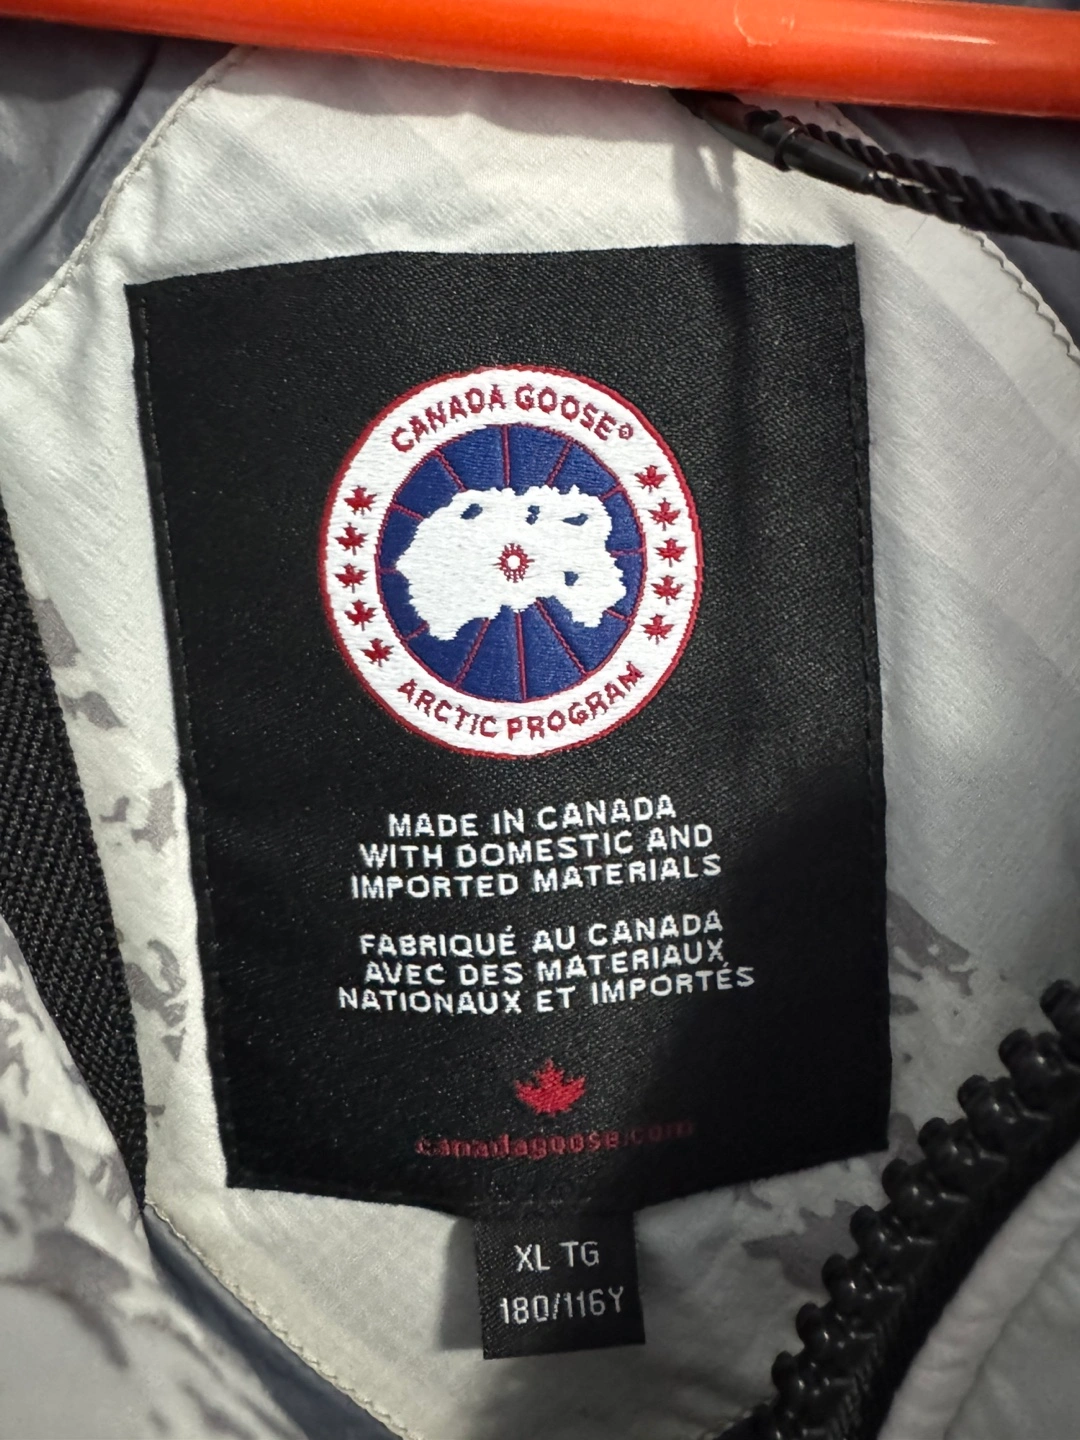 CANADA GOOSE®
ARCTIC PROGRAM
MADE IN CANADA
WITH DOMESTIC AND
IMPORTED MATERIALS
FABRIQUÉ AU CANADA
AVEC DES MATERIAUX
NATIONAUX ET IMPORTÉS
canadagoose.com
XL TG
180/116Y